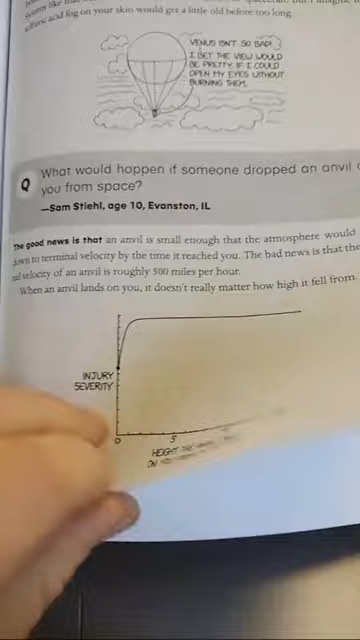 system like
sulfuric acid fog on your skin would get a little old before too long.
VENUS ISN'T SO BAD!
I BET THE VIEW WOULD
BE PRETTY IF I COULD
OPEN MY EYES WITHOUT
BURNING THEM.
Q What would happen if someone dropped an anvil
you from space?
—Sam Stiehl, age 10, Evanston, IL
The good news is that an anvil is small enough that the atmosphere would
down to terminal velocity by the time it reached you. The bad news is that the
velocity of an anvil is roughly 500 miles per hour.
When an anvil lands on you, it doesn't really matter how high it fell from.
INJURY
SEVERITY
0 5
HEIGHT THE
ON